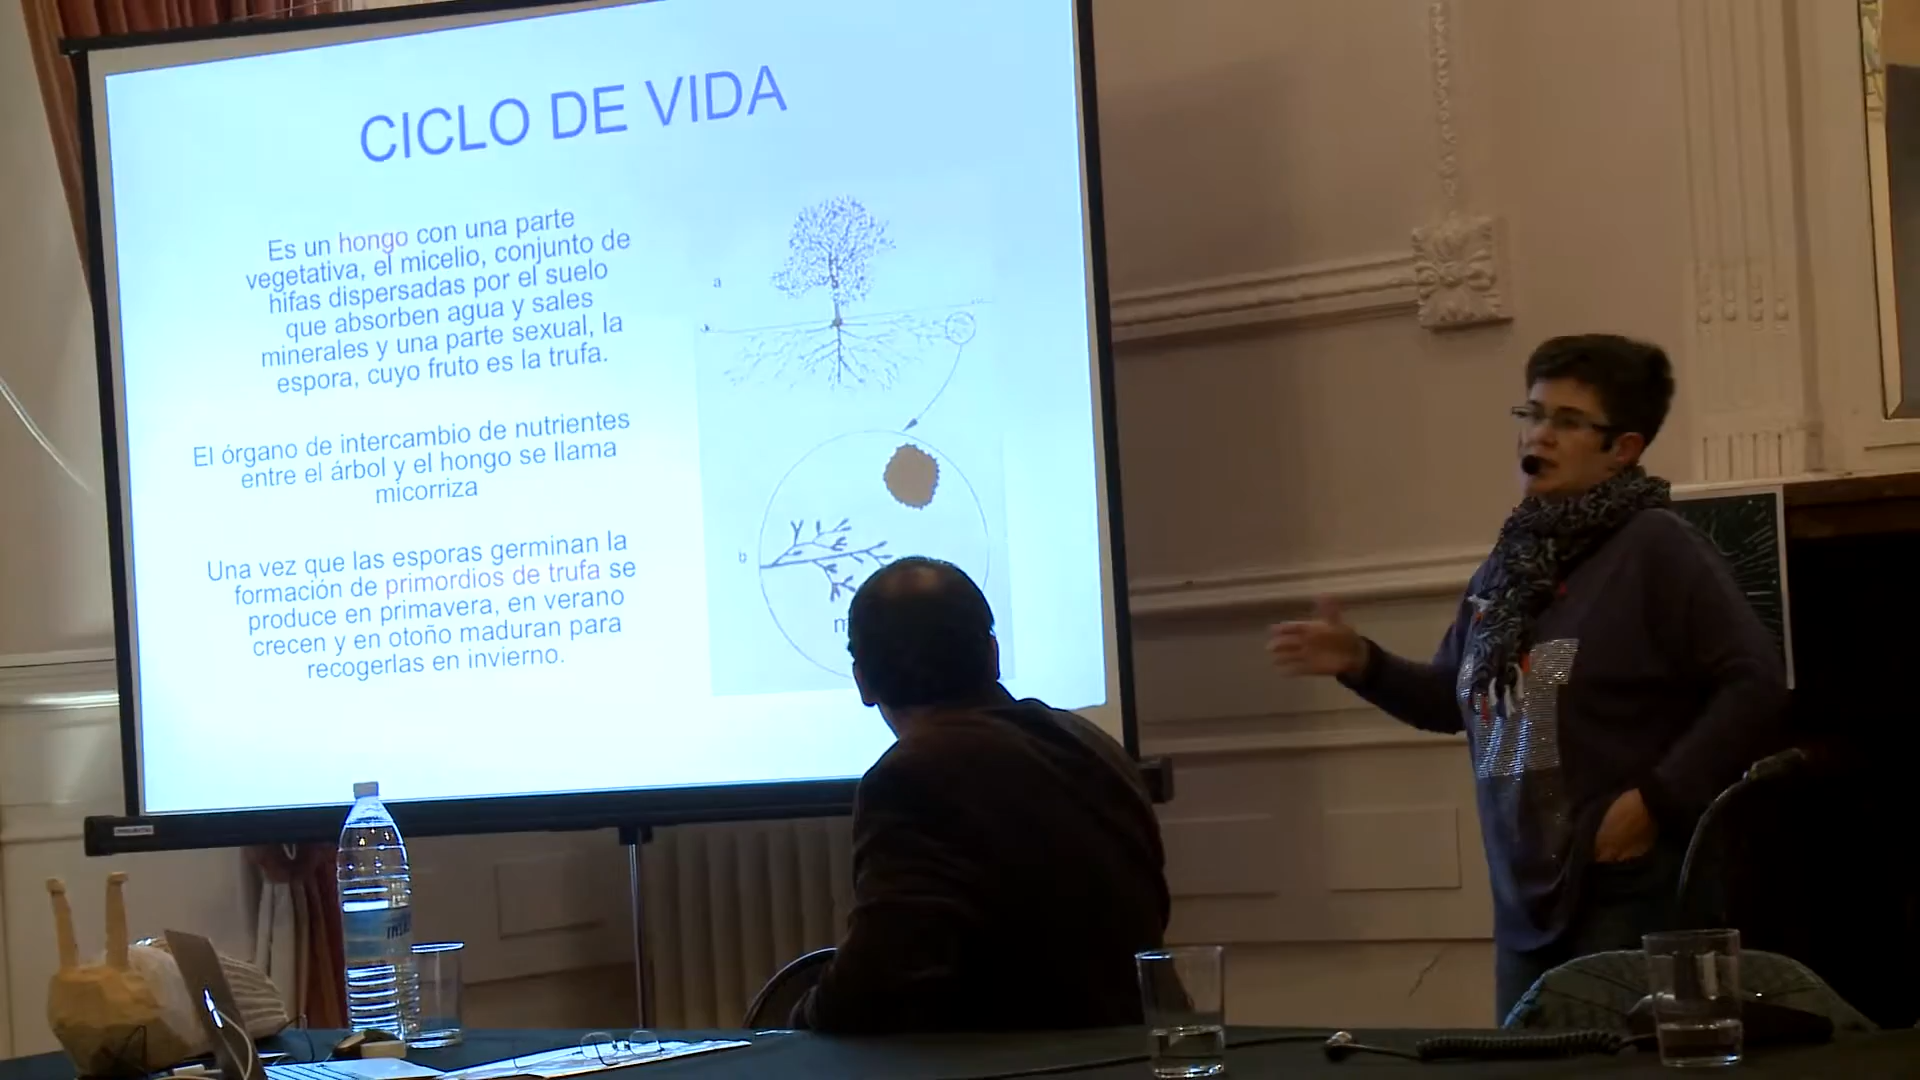 CICLO DE VIDA
Es un hongo con una parte
vegetativa, el micelio, conjunto de
hifas dispersadas por el suelo
que absorben agua y sales
minerales y una parte sexual, la
espora, cuyo fruto es la trufa.
El órgano de intercambio de nutrientes
entre el árbol y el hongo se llama
micorriza
Una vez que las esporas germinan la
formación de primordios de trufa se
produce en primavera, en verano
crecen y en otoño maduran para
recogerlas en invierno.
a
b